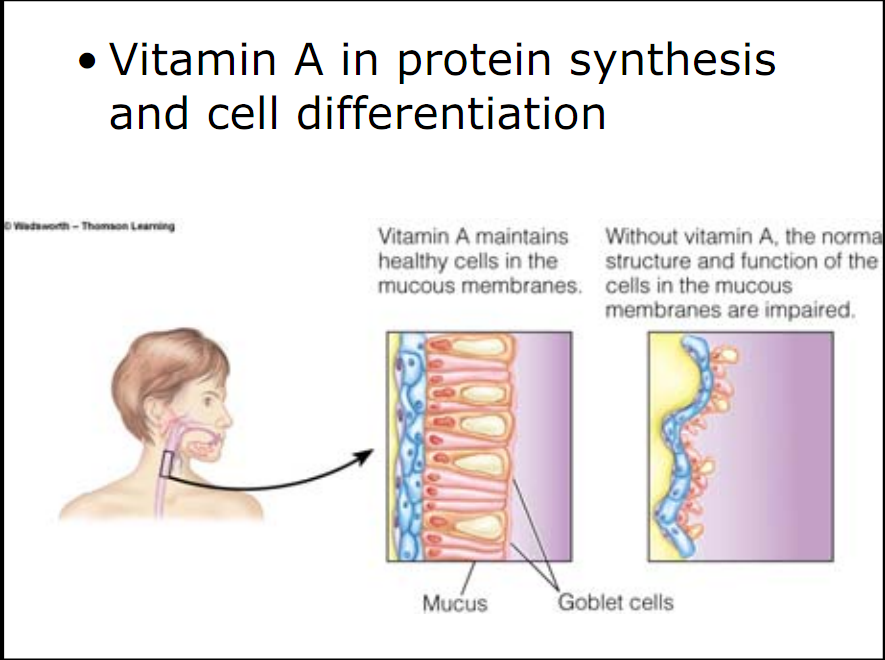 • Vitamin A in protein synthesis
and cell differentiation
© Wadsworth – Thomson Learning
Vitamin A maintains
healthy cells in the
mucous membranes.
Without vitamin A, the norma
structure and function of the
cells in the mucous
membranes are impaired.
Mucus
Goblet cells